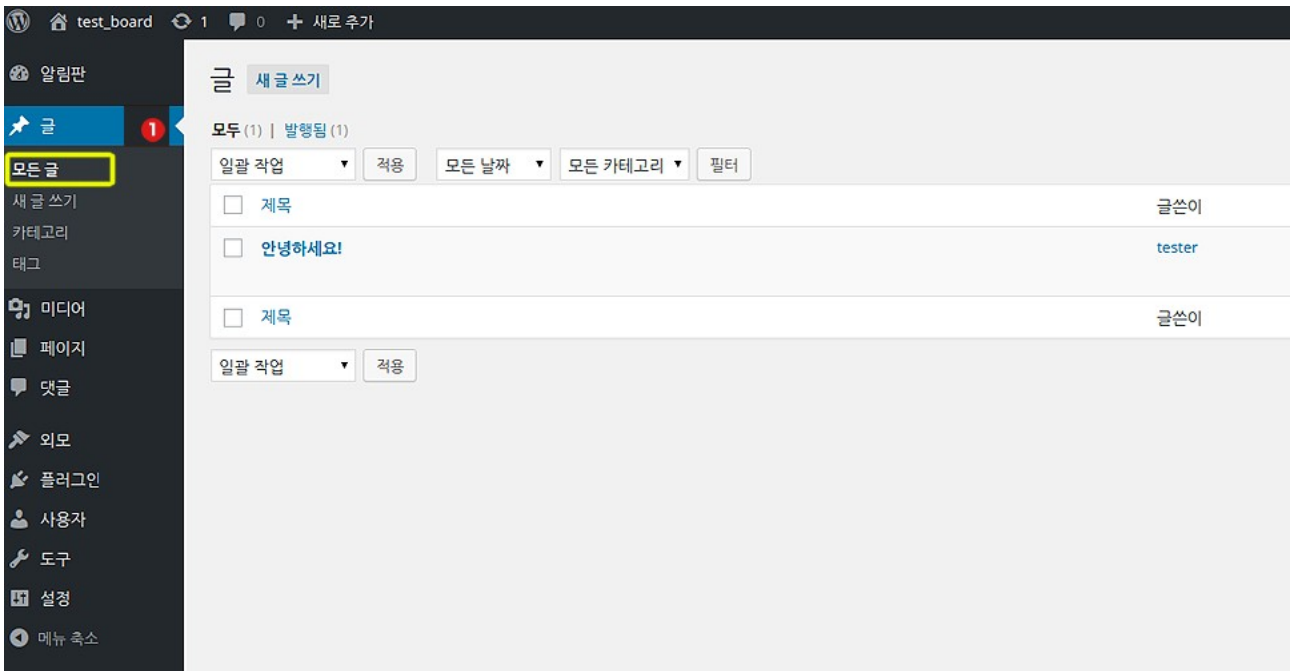 test_board 1 0 새로 추가
알림판
글 1
모든 글
새 글 쓰기
카테고리
태그
미디어
페이지
댓글
외모
플러그인
사용자
도구
설정
메뉴 축소
글 새 글 쓰기
모두 (1) | 발행됨 (1)
일괄 작업 적용 모든 날짜 모든 카테고리 필터
제목 글쓴이
안녕하세요! tester
제목 글쓴이
일괄 작업 적용